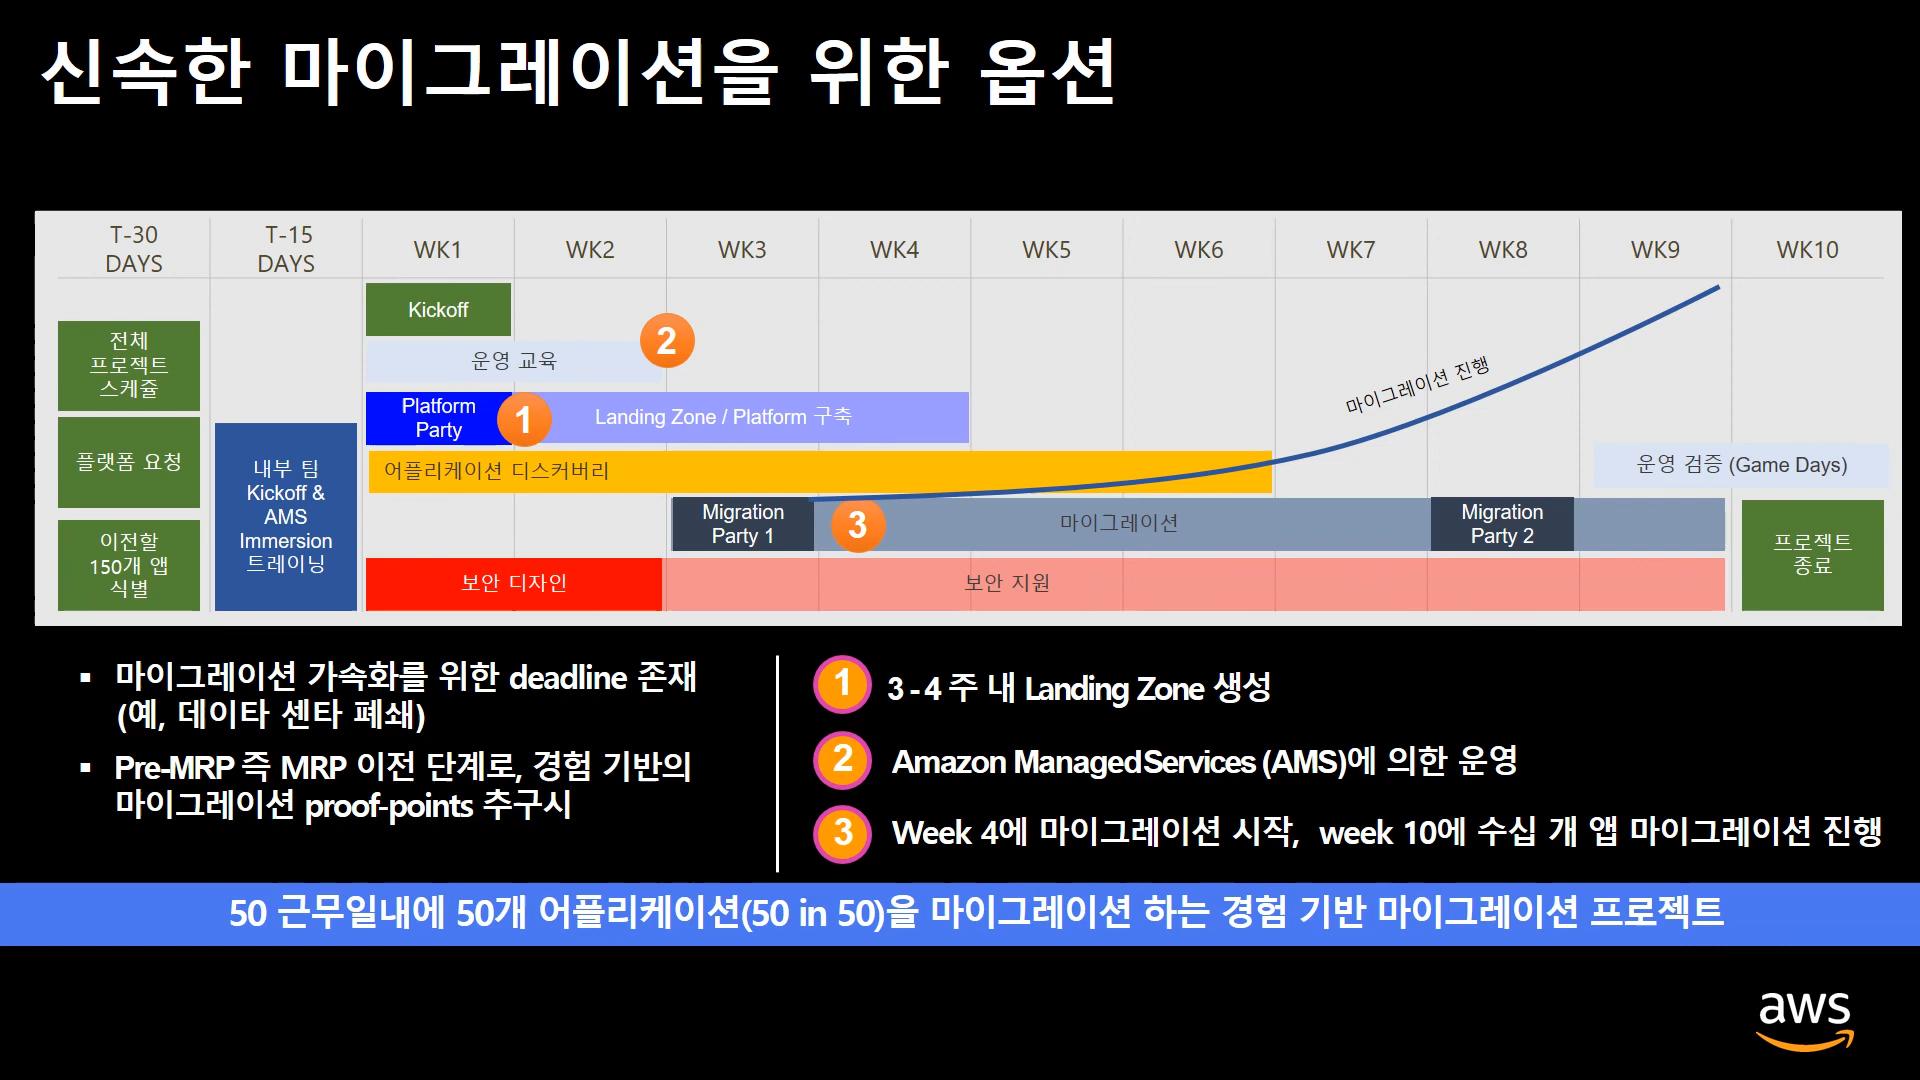 신속한 마이그레이션을 위한 옵션
T-30
DAYS
T-15
DAYS
WK1
WK2
WK3
WK4
WK5
WK6
WK7
WK8
WK9
WK10
전체
프로젝트
스케쥴
플랫폼 요청
이전할
150개 앱
식별
내부 팀
Kickoff &
AMS
Immersion
트레이닝
Kickoff
운영 교육
2
Platform
Party
1
Landing Zone / Platform 구축
어플리케이션 디스커버리
Migration
Party 1
3
마이그레이션
Migration
Party 2
보안 디자인
보안 지원
마이그레이션 진행
운영 검증 (Game Days)
프로젝트
종료
▪ 마이그레이션 가속화를 위한 deadline 존재
(예, 데이타 센타 폐쇄)
▪ Pre-MRP 즉 MRP 이전 단계로, 경험 기반의
마이그레이션 proof-points 추구시
1 3 - 4 주 내 Landing Zone 생성
2 Amazon Managed Services (AMS)에 의한 운영
3 Week 4에 마이그레이션 시작, week 10에 수십 개 앱 마이그레이션 진행
50 근무일내에 50개 어플리케이션(50 in 50)을 마이그레이션 하는 경험 기반 마이그레이션 프로젝트
aws